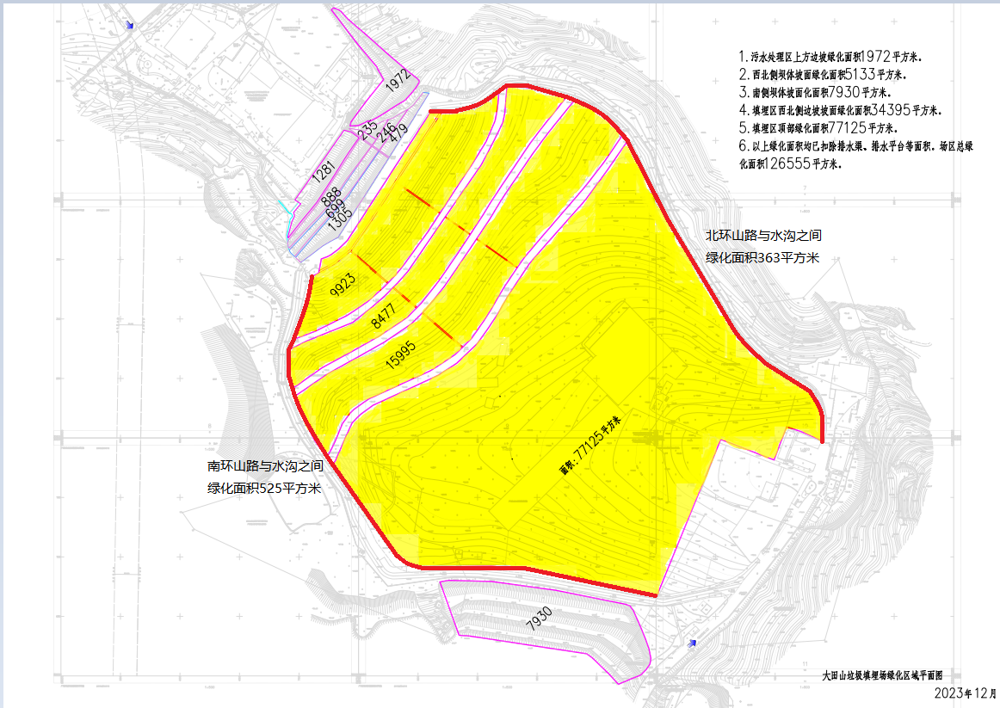 1.污水处理区上方边坡绿化面积1972平方米。
2.西北侧坝体坡面绿化面积5133平方米。
3.南侧坝体坡面化面积7930平方米。
4.填埋区西北侧边坡坡面绿化面积34395平方米。
5.填埋区项部绿化面积77125平方米。
6.以上绿化面积均已扣除排水渠、排水平台等面积。场区总绿
化面积126555平方米。
1972
235
246
479
1281
888
699
1305
北环山路与水沟之间
绿化面积363平方米
9923
8477
15995
面积：77125平方米
南环山路与水沟之间
绿化面积525平方米
7930
大田山垃圾填埋场绿化区域平面图
2023年12月